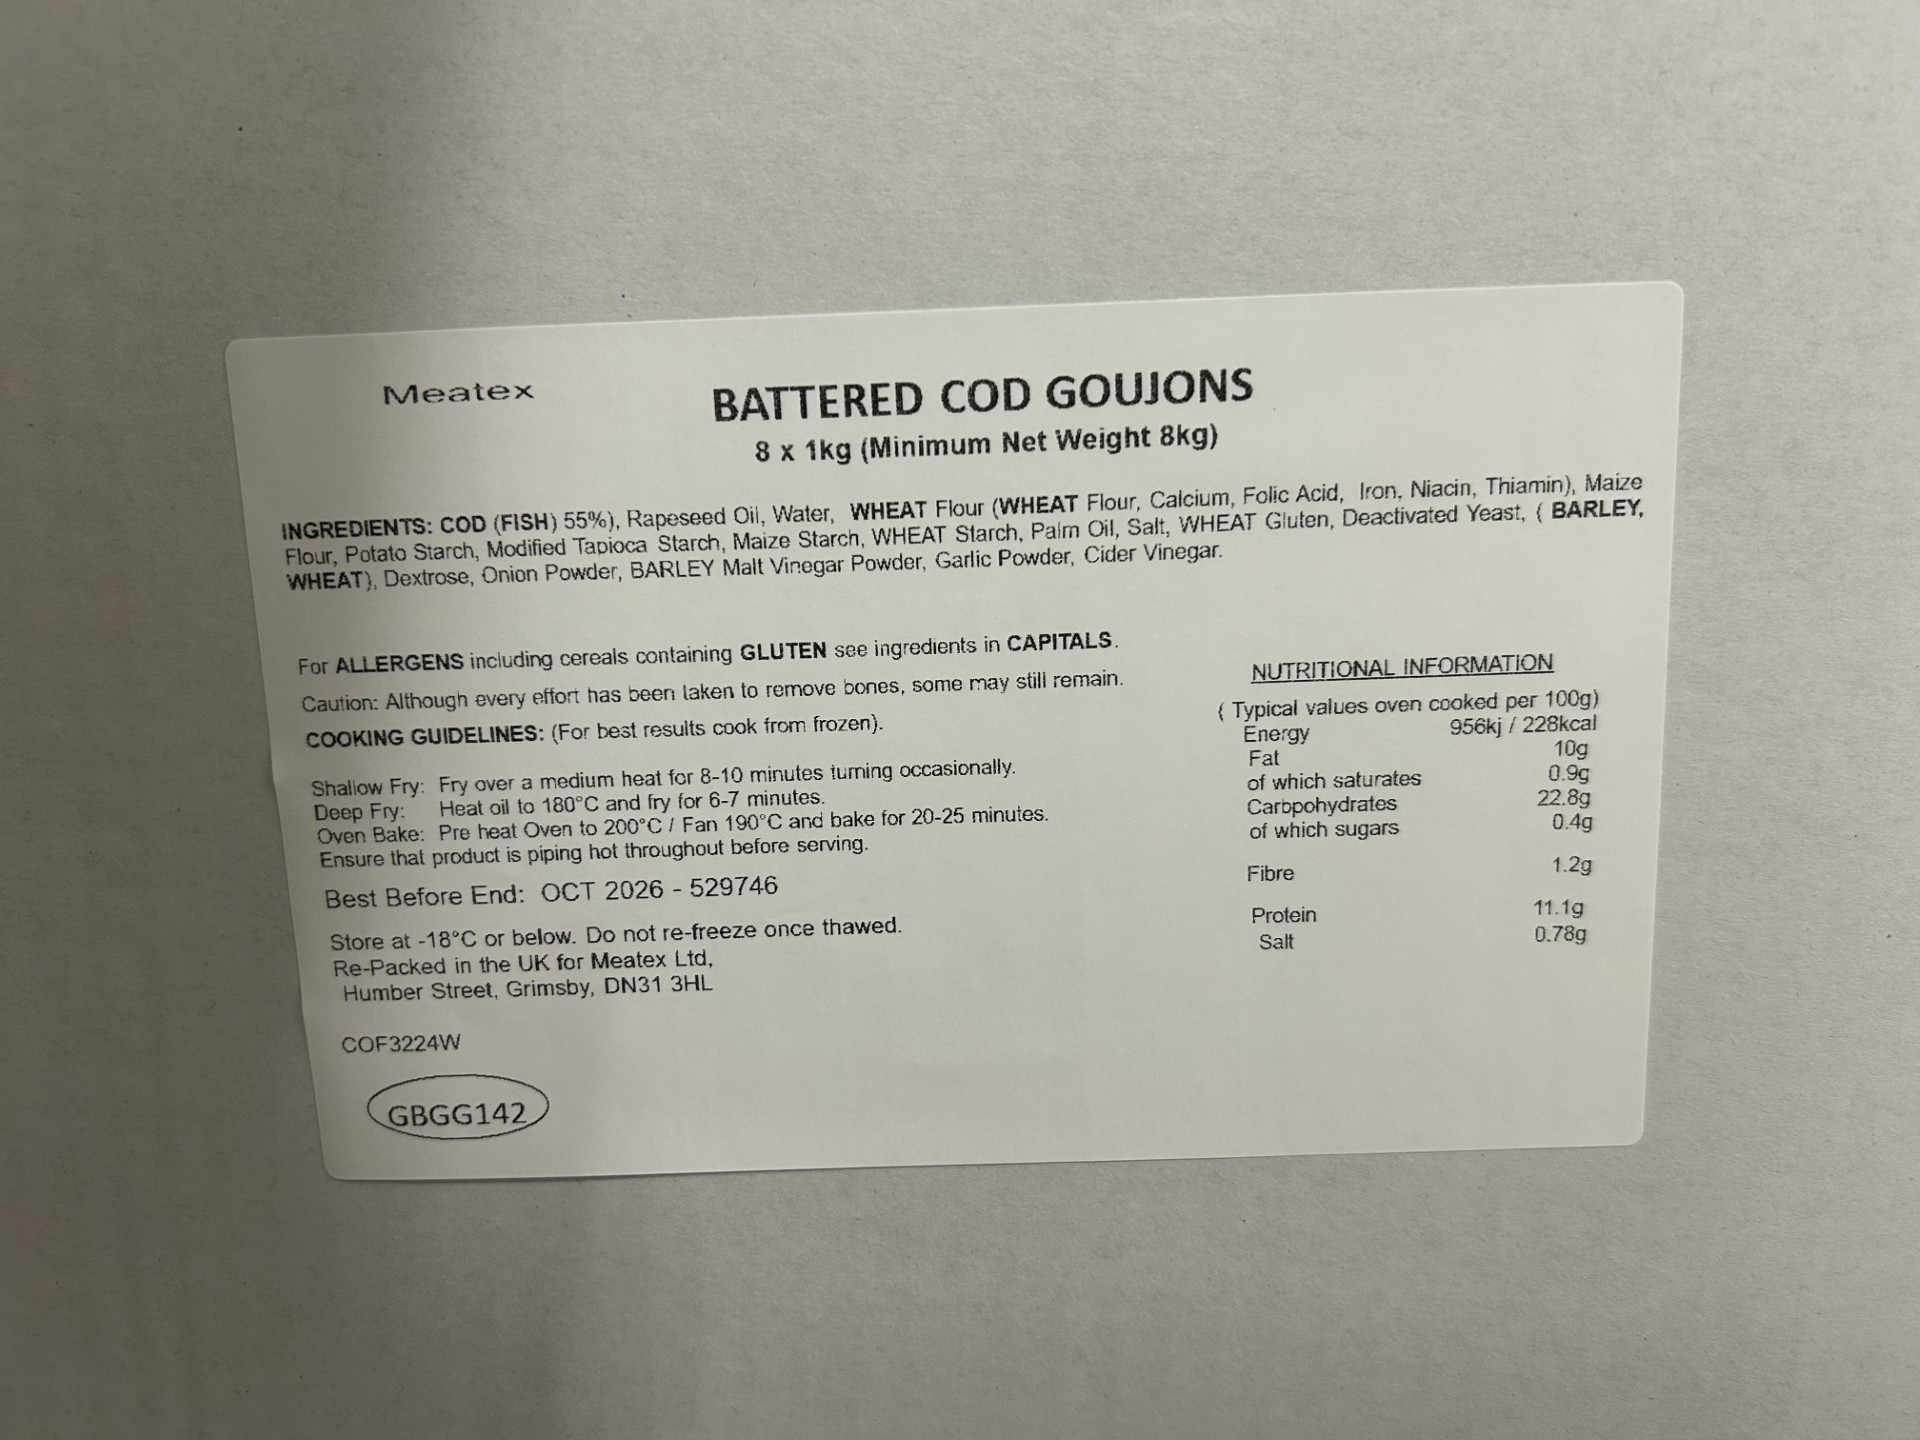 Meatex
BATTERED COD GOUJONS
8 x 1kg (Minimum Net Weight 8kg)
INGREDIENTS: COD (FISH) 55%), Rapeseed Oil, Water, WHEAT Flour (WHEAT Flour, Calcium, Folic Acid, Iron, Niacin, Thiamin), Maize
Flour, Potato Starch, Modified Tapioca Starch, Maize Starch, WHEAT Starch, Palm Oil, Salt, WHEAT Gluten, Deactivated Yeast, ( BARLEY,
WHEAT), Dextrose, Onion Powder, BARLEY Malt Vinegar Powder, Garlic Powder, Cider Vinegar.
For ALLERGENS including cereals containing GLUTEN see ingredients in CAPITALS.
Caution: Although every effort has been taken to remove bones, some may still remain.
COOKING GUIDELINES: (For best results cook from frozen).
Shallow Fry: Fry over a medium heat for 8-10 minutes turning occasionally.
Deep Fry: Heat oil to 180°C and fry for 6-7 minutes.
Oven Bake: Pre heat Oven to 200°C / Fan 190°C and bake for 20-25 minutes.
Ensure that product is piping hot throughout before serving.
Best Before End: OCT 2026 - 529746
Store at -18°C or below. Do not re-freeze once thawed.
Re-Packed in the UK for Meatex Ltd,
Humber Street, Grimsby, DN31 3HL
COF3224W
GBGG142
NUTRITIONAL INFORMATION
( Typical values oven cooked per 100g)
Energy 956kj / 228kcal
Fat 10g
of which saturates 0.9g
Carbpohydrates 22.8g
of which sugars 0.4g
Fibre 1.2g
Protein 11.1g
Salt 0.78g